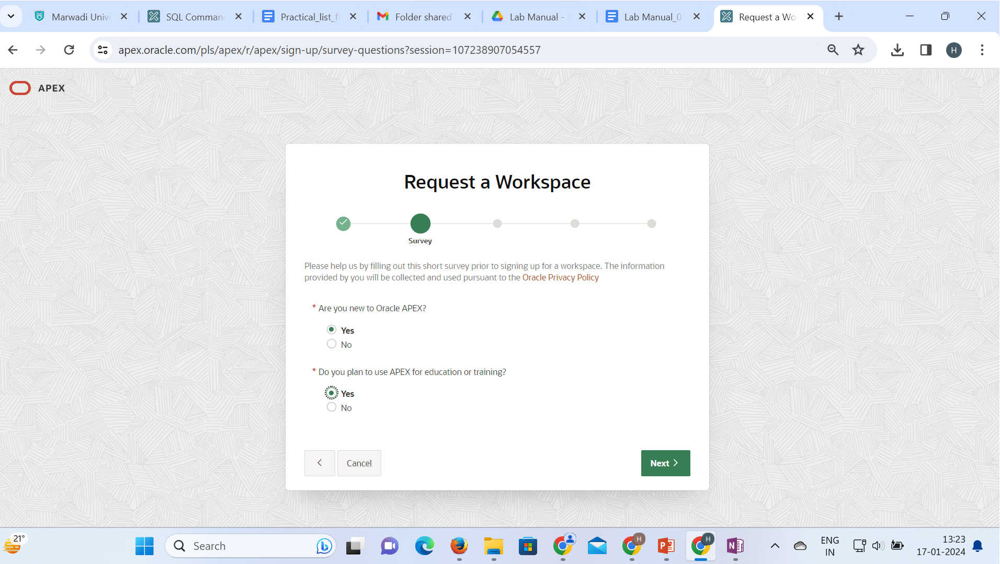 Marwadi Univ
SQL Comman
Practical_list_f
Folder shared
Lab Manual -
Lab Manual_0
Request a Wo
apex.oracle.com/pls/apex/r/apex/sign-up/survey-questions?session=107238907054557
H
APEX
Request a Workspace
Survey
Please help us by filling out this short survey prior to signing up for a workspace. The information
provided by you will be collected and used pursuant to the Oracle Privacy Policy
* Are you new to Oracle APEX?
Yes
No
* Do you plan to use APEX for education or training?
Yes
No
Cancel
Next
21°
Search
H
H
ENG
IN
13:23
17-01-2024